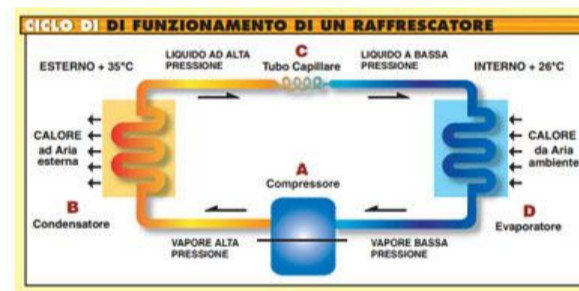 CICLO DI DI FUNZIONAMENTO DI UN RAFFRESCATORE
ESTERNO + 35°C
LIQUIDO AD ALTA
PRESSIONE
C
Tubo Capillare
LIQUIDO A BASSA
PRESSIONE
INTERNO + 26°C
CALORE
ad Aria
esterna
B
Condensatore
A
Compressore
CALORE
da Aria
ambiente
D
Evaporatore
VAPORE ALTA
PRESSIONE
VAPORE BASSA
PRESSIONE